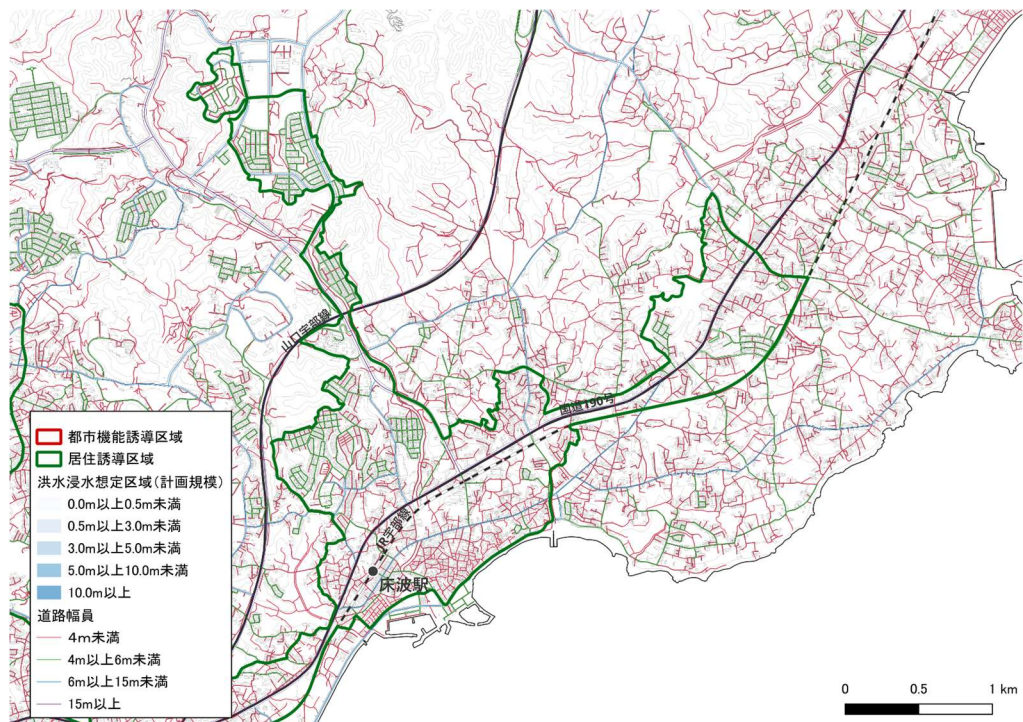 山口宇部線
国道190号
JR宇部線
床波駅
都市機能誘導区域
居住誘導区域
洪水浸水想定区域(計画規模)
0.0m以上0.5m未満
0.5m以上3.0m未満
3.0m以上5.0m未満
5.0m以上10.0m未満
10.0m以上
道路幅員
4m未満
4m以上6m未満
6m以上15m未満
15m以上
0 0.5 1 km